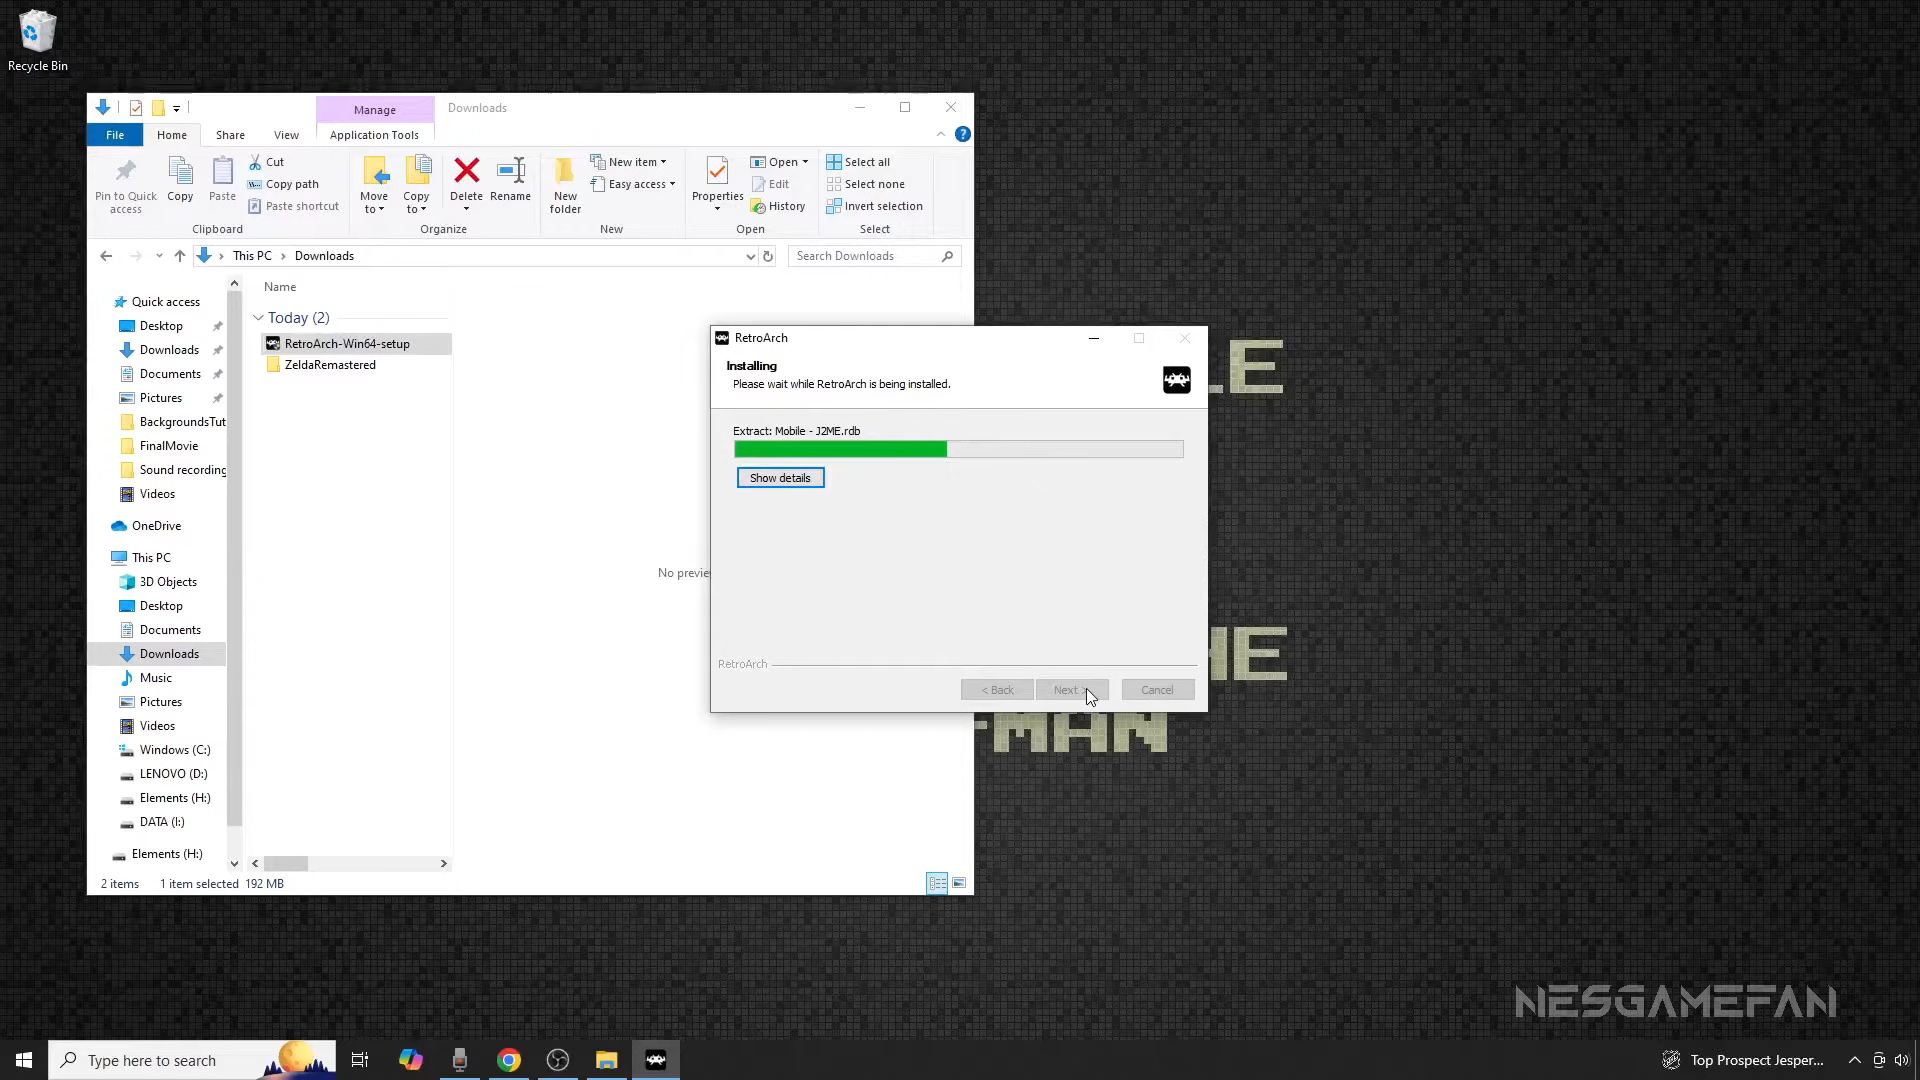 Recycle Bin
Manage
Downloads
File
Home
Share
View
Application Tools
Pin to Quick access
Copy
Paste
Cut
Copy path
Paste shortcut
Clipboard
Move to
Copy to
Delete
Rename
Organize
New folder
New item
Easy access
New
Properties
Open
Edit
History
Open
Select all
Select none
Invert selection
Select
This PC > Downloads
Search Downloads
Quick access
Desktop
Downloads
Documents
Pictures
BackgroundsTut
FinalMovie
Sound recording
Videos
OneDrive
This PC
3D Objects
Desktop
Documents
Downloads
Music
Pictures
Videos
Windows (C:)
LENOVO (D:)
Elements (H:)
DATA (I:)
Elements (H:)
Name
Today (2)
RetroArch-Win64-setup
ZeldaRemastered
No previe
2 items
1 item selected 192 MB
RetroArch
Installing
Please wait while RetroArch is being installed.
Extract: Mobile - J2ME.rdb
Show details
RetroArch
< Back
Next >
Cancel
LE
ME
-MAN
NESGAMEFAN
Type here to search
Top Prospect Jesper...